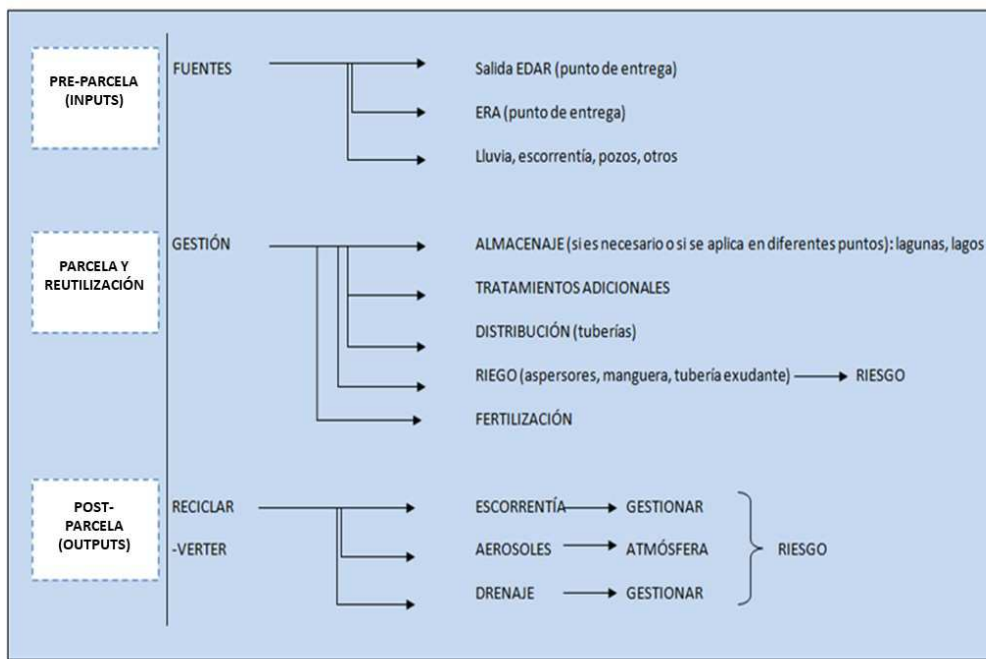 PRE-PARCELA
(INPUTS)
FUENTES
Salida EDAR (punto de entrega)
ERA (punto de entrega)
Lluvia, escorrentía, pozos, otros
PARCELA Y
REUTILIZACIÓN
GESTIÓN
ALMACENAJE (si es necesario o si se aplica en diferentes puntos): lagunas, lagos
TRATAMIENTOS ADICIONALES
DISTRIBUCIÓN (tuberías)
RIEGO (aspersores, manguera, tubería exudante) RIESGO
FERTILIZACIÓN
POST-
PARCELA
(OUTPUTS)
RECICLAR
-VERTER
ESCORRENTÍA GESTIONAR
AEROSOLES ATMÓSFERA
DRENAJE GESTIONAR
RIESGO